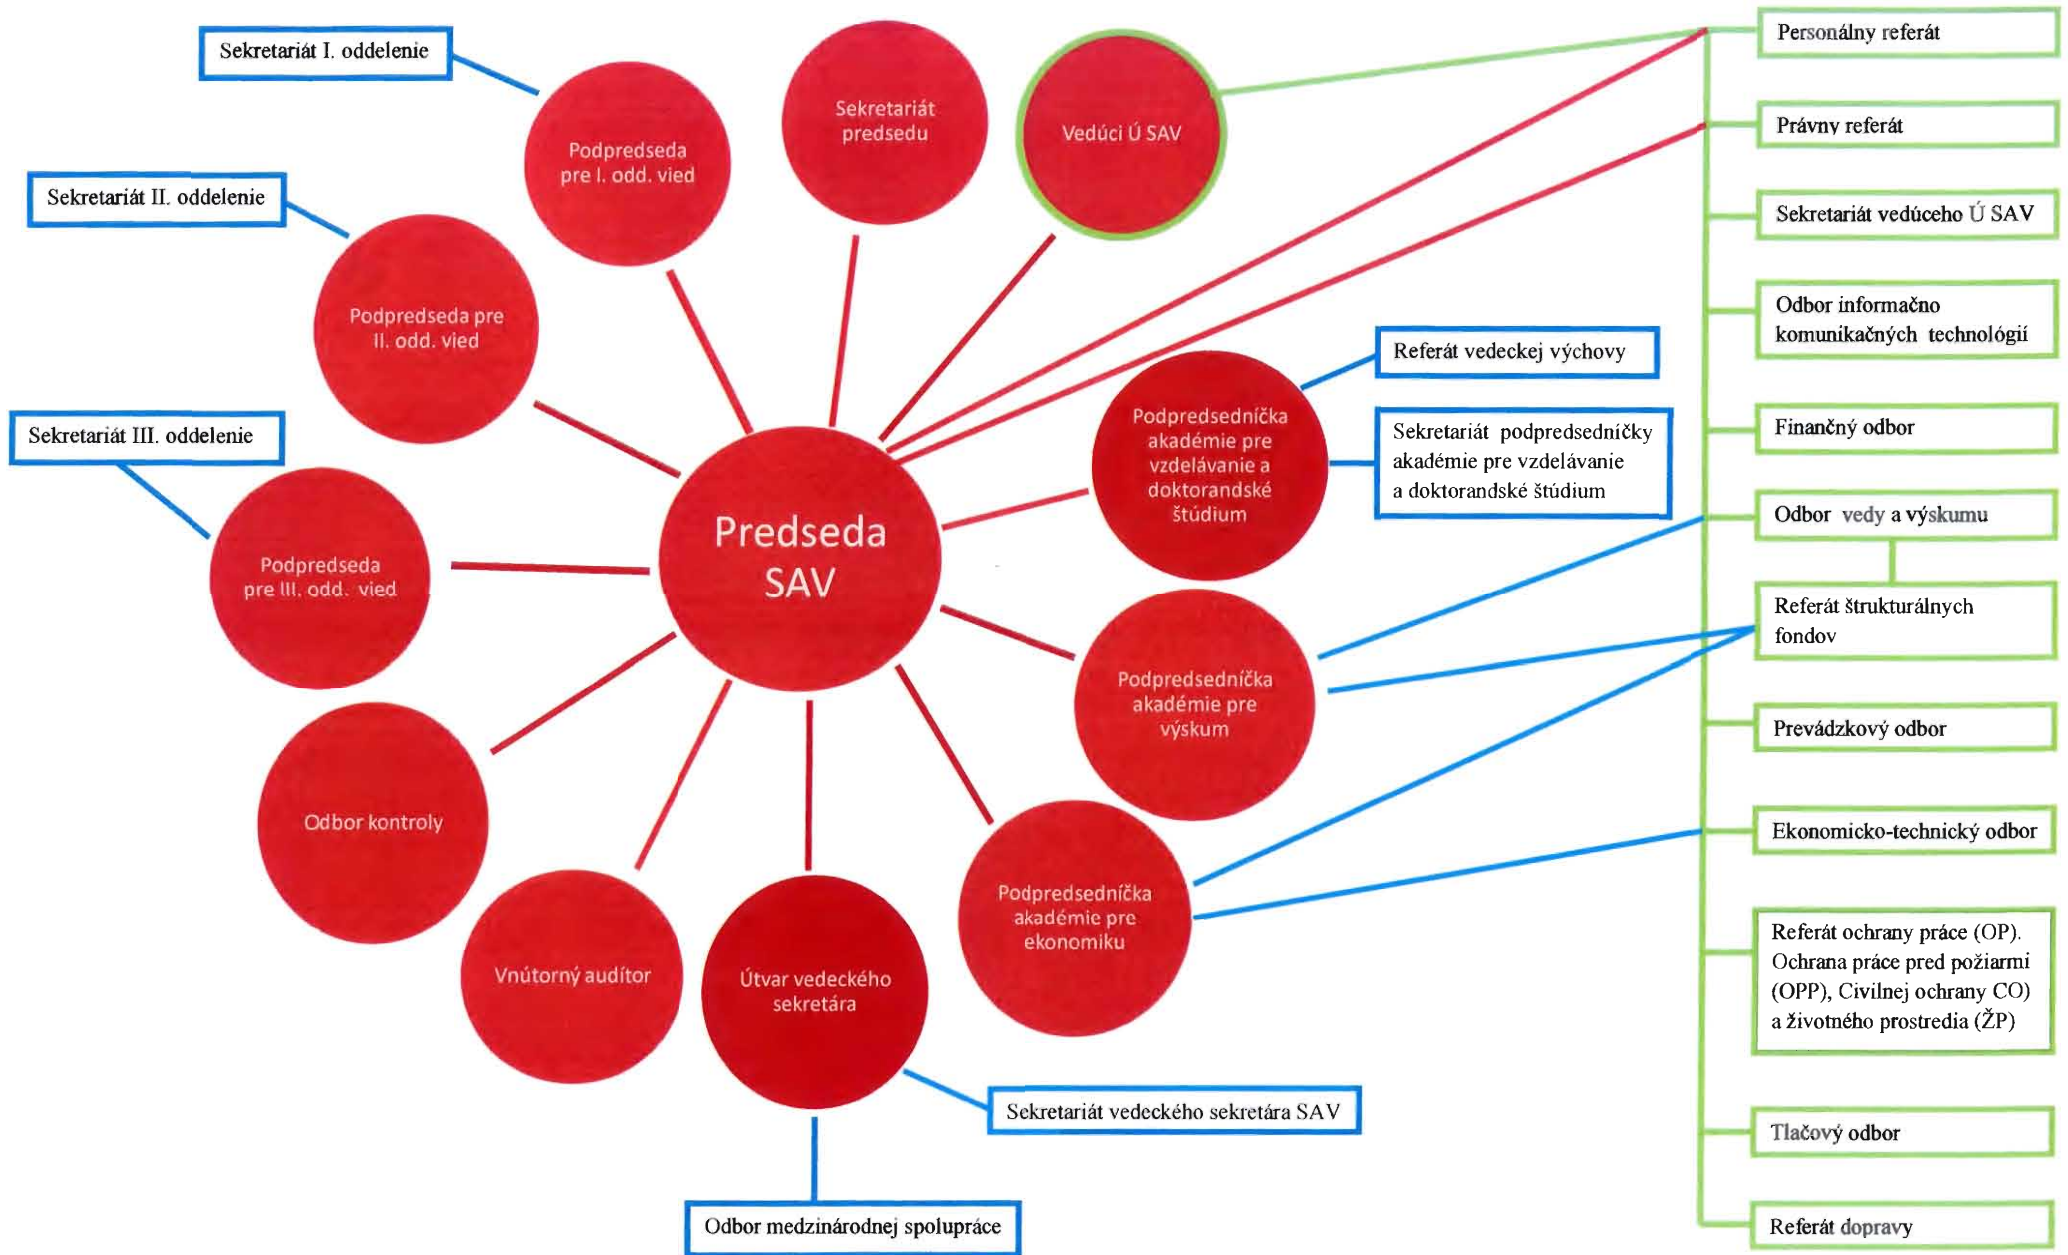 Sekretariát I. oddelenie
Sekretariát II. oddelenie
Sekretariát III. oddelenie
Podpredseda
pre I. odd. vied
Sekretariát
predsedu
Vedúci Ú SAV
Podpredseda pre
II. odd. vied
Podpredseda
pre III. odd. vied
Predseda
SAV
Podpredsedníčka
akadémie pre
vzdelávanie a
doktorandské
štúdium
Referát vedeckej výchovy
Sekretariát podpredsedníčky
akadémie pre vzdelávanie
a doktorandské štúdium
Podpredsedníčka
akadémie pre
výskum
Podpredsedníčka
akadémie pre
ekonomiku
Odbor kontroly
Vnútorný audítor
Útvar vedeckého
sekretára
Sekretariát vedeckého sekretára SAV
Odbor medzinárodnej spolupráce
Personálny referát
Právny referát
Sekretariát vedúceho Ú SAV
Odbor informačno
komunikačných technológií
Finančný odbor
Odbor vedy a výskumu
Referát štrukturálnych
fondov
Prevádzkový odbor
Ekonomicko-technický odbor
Referát ochrany práce (OP).
Ochrana práce pred požiarmi
(OPP), Civilnej ochrany CO)
a životného prostredia (ŽP)
Tlačový odbor
Referát dopravy